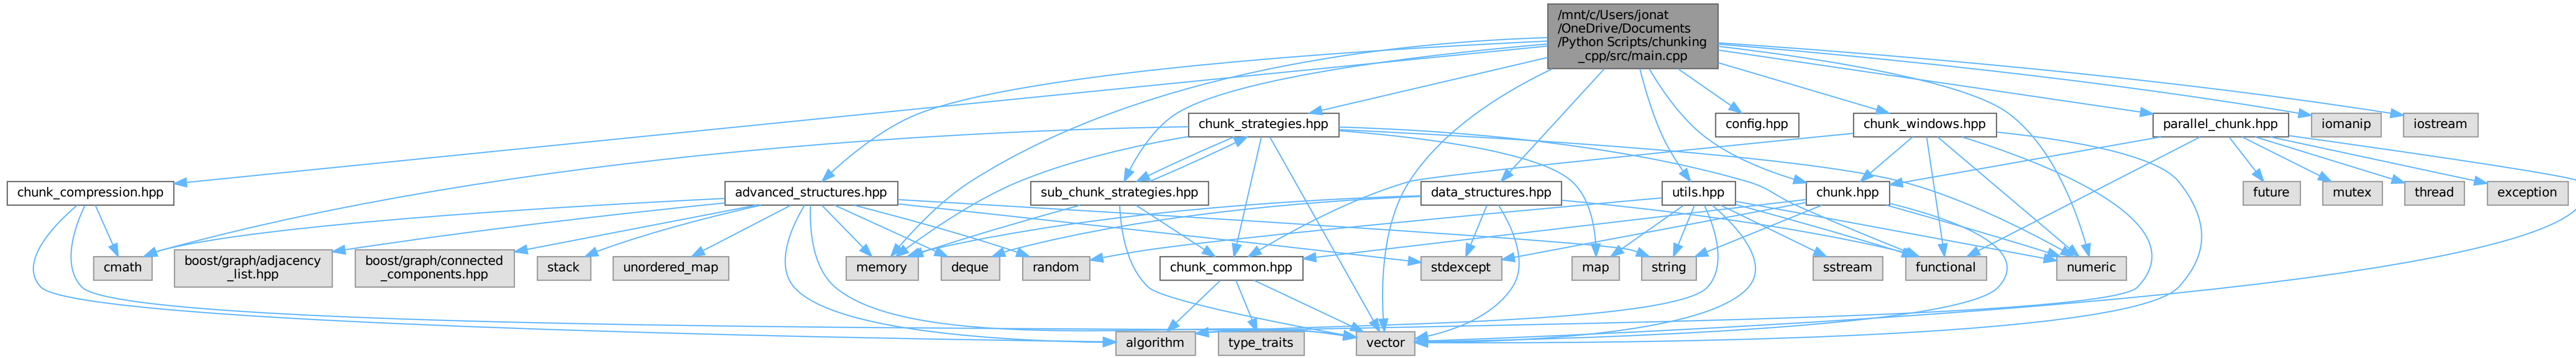 /mnt/c/Users/jonat
/OneDrive/Documents
/Python Scripts/chunking
_cpp/src/main.cpp
chunk_strategies.hpp
config.hpp
chunk_windows.hpp
parallel_chunk.hpp
iomanip
iostream
chunk_compression.hpp
advanced_structures.hpp
sub_chunk_strategies.hpp
data_structures.hpp
utils.hpp
chunk.hpp
future
mutex
thread
exception
cmath
boost/graph/adjacency
_list.hpp
boost/graph/connected
_components.hpp
stack
unordered_map
memory
deque
random
chunk_common.hpp
stdexcept
map
string
sstream
functional
numeric
algorithm
type_traits
vector